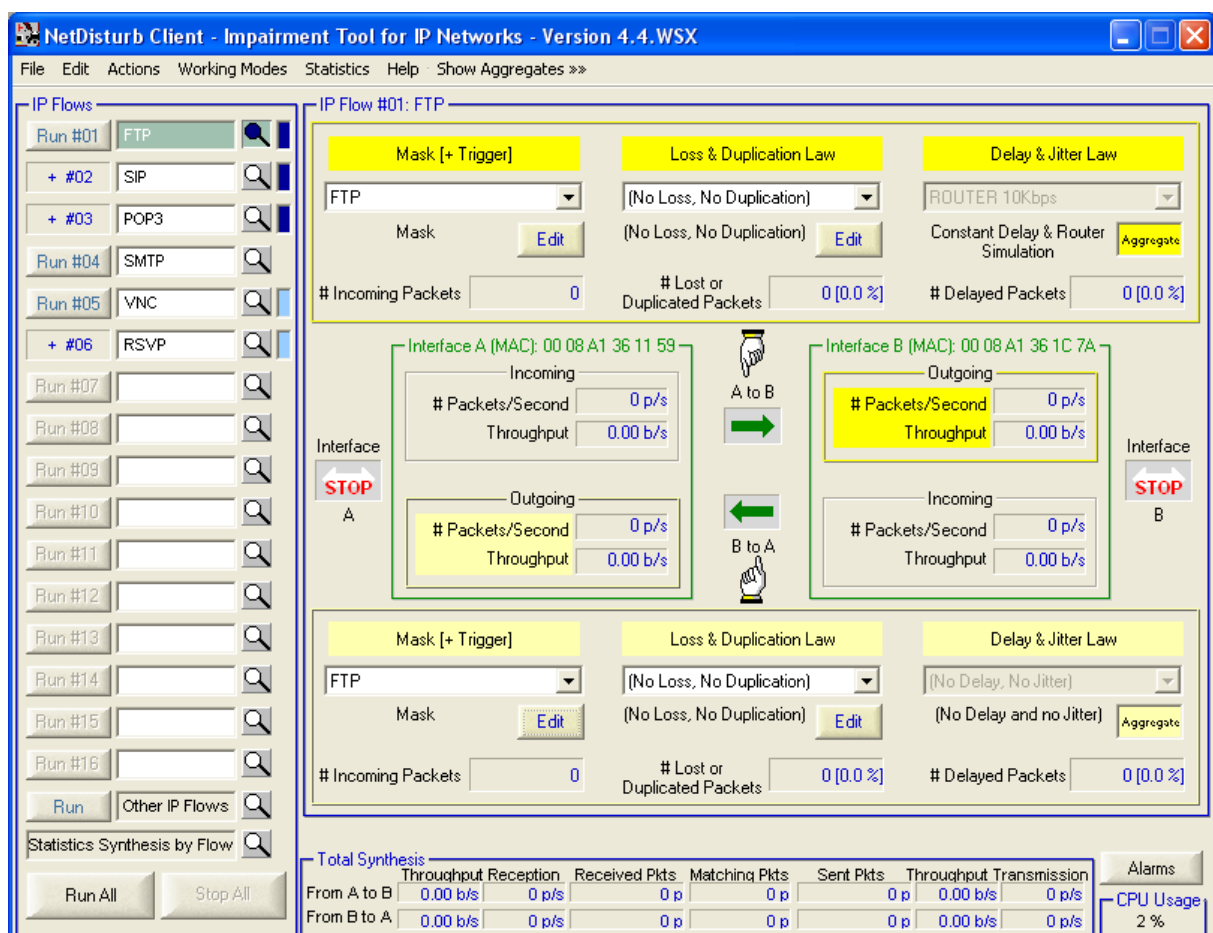 NetDisturb Client - Impairment Tool for IP Networks - Version 4.4.WSX
File Edit Actions Working Modes Statistics Help Show Aggregates »»
IP Flows
Run #01 FTP
+ #02 SIP
+ #03 POP3
Run #04 SMTP
Run #05 VNC
+ #06 RSVP
Run #07
Run #08
Run #09
Run #10
Run #11
Run #12
Run #13
Run #14
Run #15
Run #16
Run Other IP Flows
Statistics Synthesis by Flow
Run All Stop All
IP Flow #01: FTP
Mask [+ Trigger] Loss & Duplication Law Delay & Jitter Law
FTP (No Loss, No Duplication) ROUTER 10Kbps
Mask Edit (No Loss, No Duplication) Edit Constant Delay & Router Simulation Aggregate
# Incoming Packets 0 # Lost or Duplicated Packets 0 [0.0 %] # Delayed Packets 0 [0.0 %]
Interface A (MAC): 00 08 A1 36 11 59
Incoming
# Packets/Second 0 p/s
Throughput 0.00 b/s
Interface
STOP
A
Outgoing
# Packets/Second 0 p/s
Throughput 0.00 b/s
A to B
B to A
Interface B (MAC): 00 08 A1 36 1C 7A
Outgoing
# Packets/Second 0 p/s
Throughput 0.00 b/s
Interface
STOP
B
Incoming
# Packets/Second 0 p/s
Throughput 0.00 b/s
Mask [+ Trigger] Loss & Duplication Law Delay & Jitter Law
FTP (No Loss, No Duplication) (No Delay, No Jitter)
Mask Edit (No Loss, No Duplication) Edit (No Delay and no Jitter) Aggregate
# Incoming Packets 0 # Lost or Duplicated Packets 0 [0.0 %] # Delayed Packets 0 [0.0 %]
Total Synthesis
Throughput Reception Received Pkts Matching Pkts Sent Pkts Throughput Transmission
From A to B 0.00 b/s 0 p/s 0 p 0 p 0 p 0.00 b/s 0 p/s
From B to A 0.00 b/s 0 p/s 0 p 0 p 0 p 0.00 b/s 0 p/s
Alarms
CPU Usage
2 %